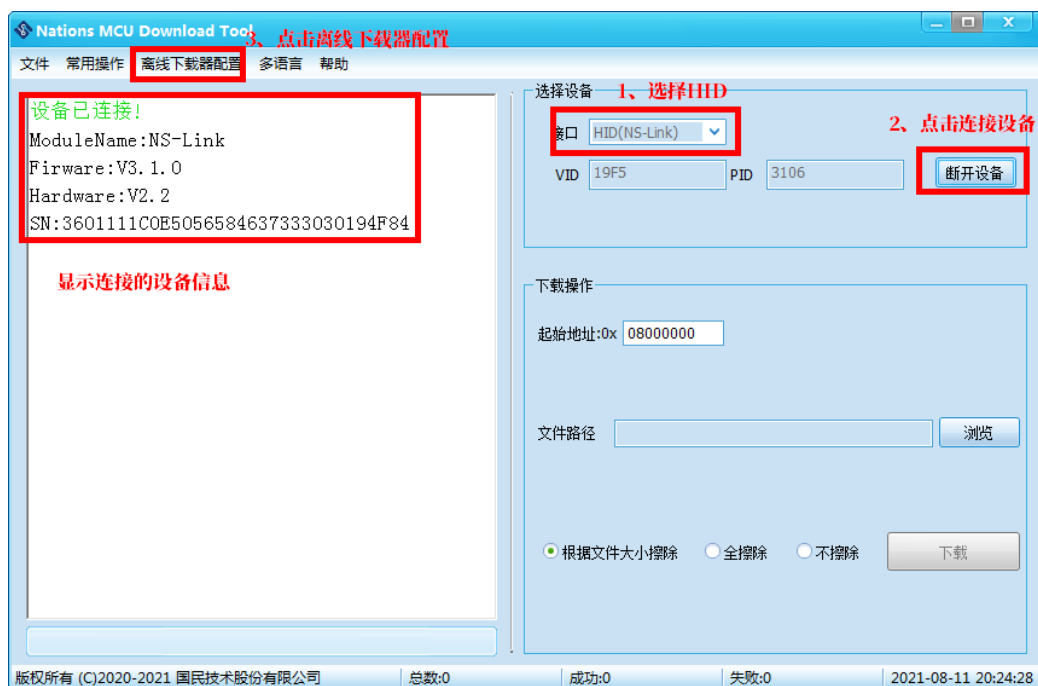 Nations MCU Download Tool
3、点击离线下载器配置
文件 常用操作 离线下载器配置 多语言 帮助
设备已连接!
ModuleName:NS-Link
Firware:V3.1.0
Hardware:V2.2
SN:3601111C0E5056584637333030194F84
显示连接的设备信息
选择设备
1、选择HID
接口 HID(NS-Link)
2、点击连接设备
VID 19F5 PID 3106 断开设备
下载操作
起始地址:0x 08000000
文件路径 浏览
根据文件大小擦除 全擦除 不擦除 下载
版权所有 (C)2020-2021 国民技术股份有限公司 总数:0 成功:0 失败:0 2021-08-11 20:24:28